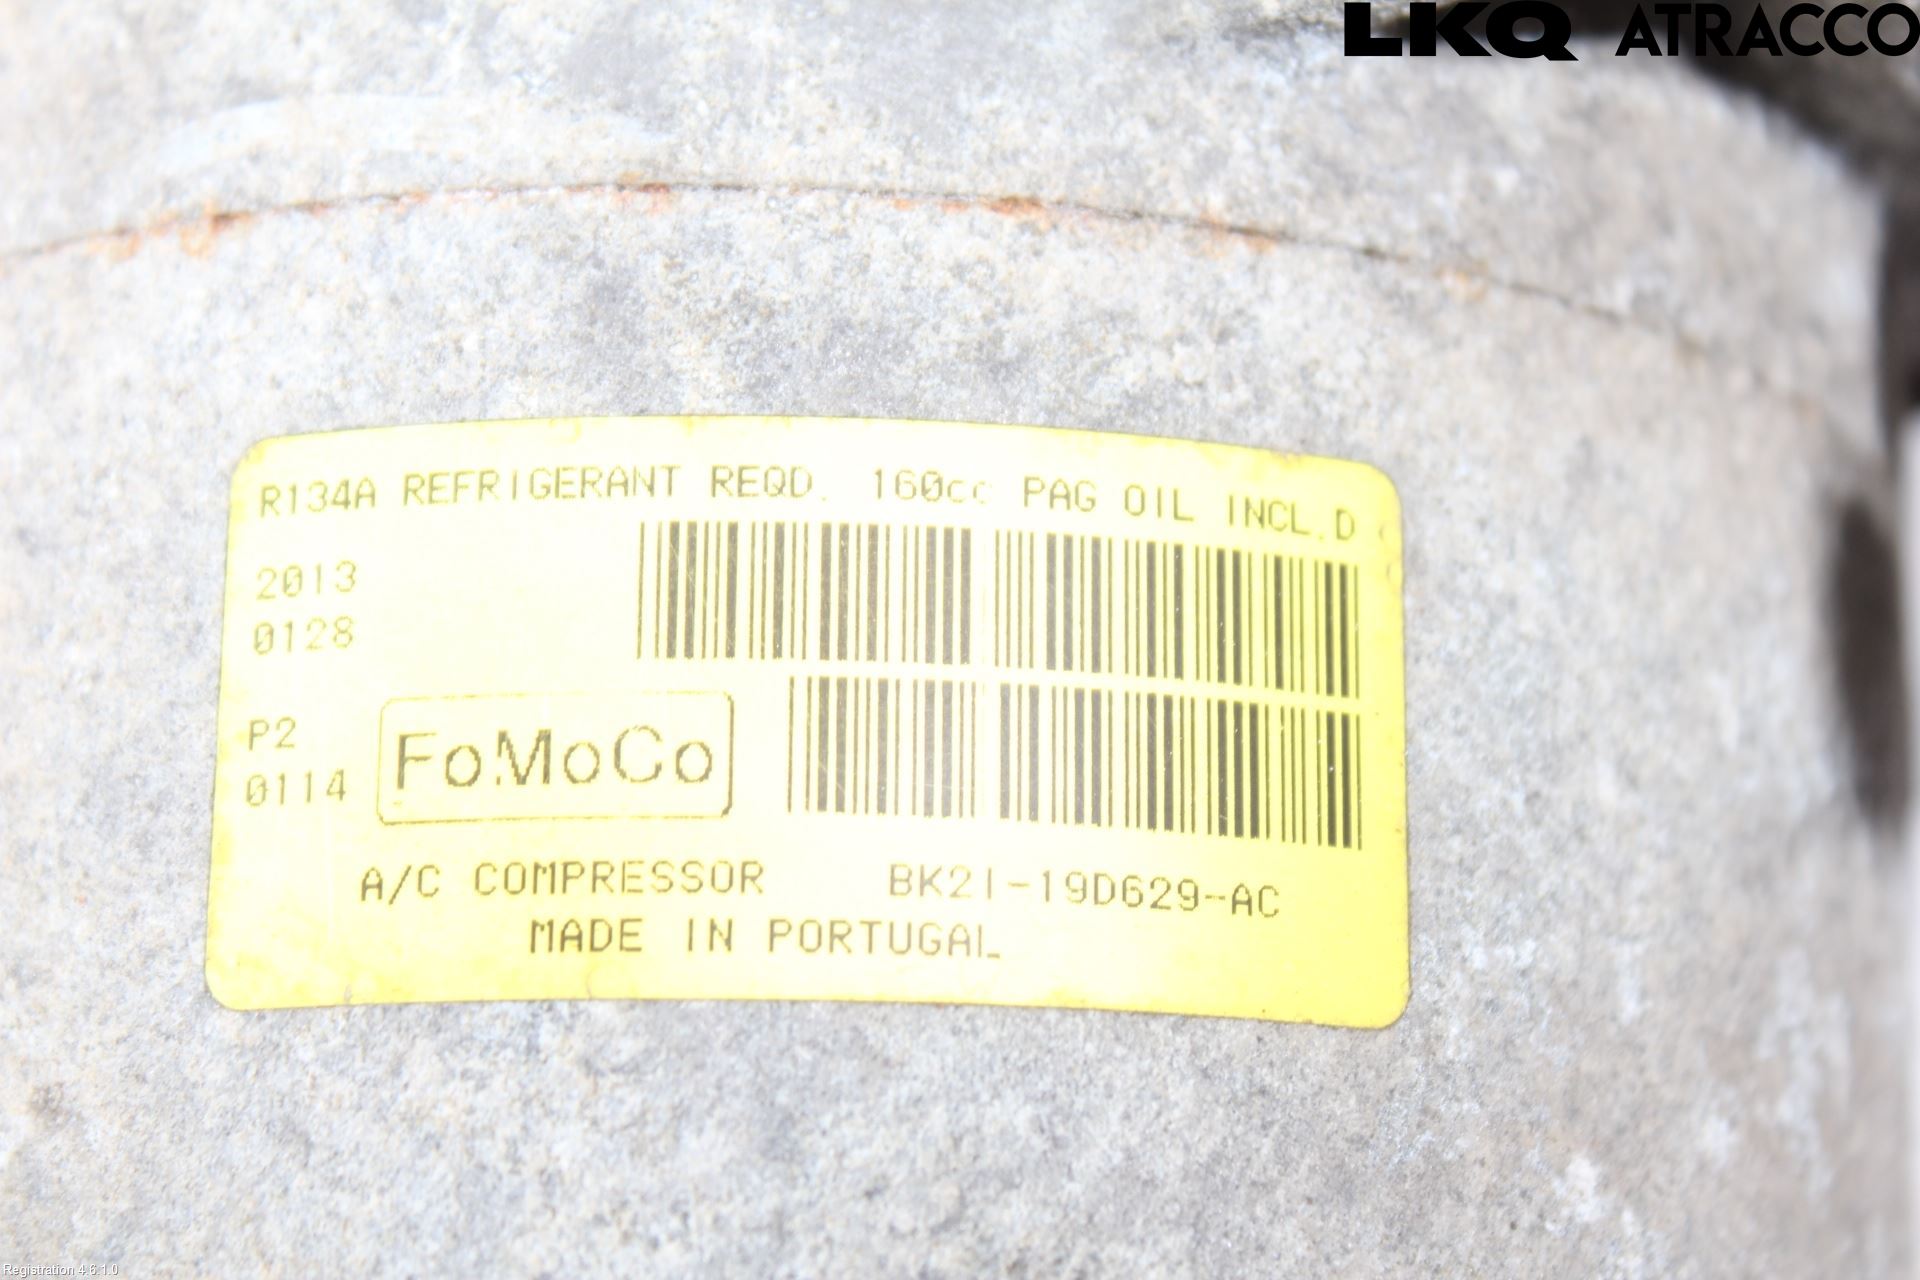 LKQ ATRACCO
R134A REFRIGERANT REQD. 160cc PAG OIL INCL.D
2013
0128
P2
0114
FoMoCo
A/C COMPRESSOR BK21-19D629-AC
MADE IN PORTUGAL
Registration 4.6.1.0